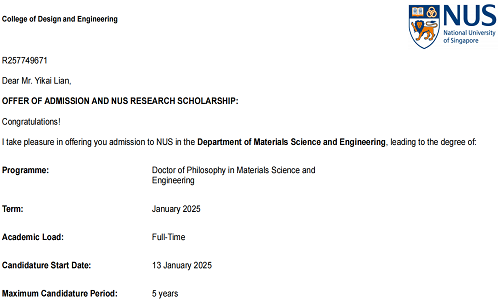 College of Design and Engineering
NUS
National University
of Singapore
R257749671
Dear Mr. Yikai Lian,
OFFER OF ADMISSION AND NUS RESEARCH SCHOLARSHIP:
Congratulations!
I take pleasure in offering you admission to NUS in the Department of Materials Science and Engineering, leading to the degree of:
Programme: Doctor of Philosophy in Materials Science and
Engineering
Term: January 2025
Academic Load: Full-Time
Candidature Start Date: 13 January 2025
Maximum Candidature Period: 5 years